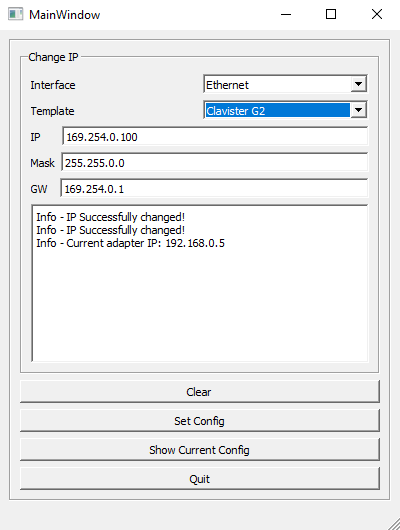 MainWindow
Change IP
Interface Ethernet
Template Clavister G2
IP 169.254.0.100
Mask 255.255.0.0
GW 169.254.0.1
Info - IP Successfully changed!
Info - IP Successfully changed!
Info - Current adapter IP: 192.168.0.5
Clear
Set Config
Show Current Config
Quit